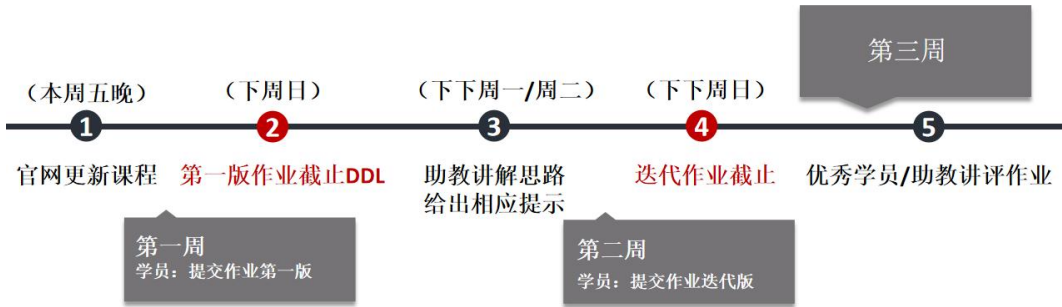 第三周
（本周五晚）
（下周日）
（下下周一/周二）
（下下周日）
1
2
3
4
5
官网更新课程
第一版作业截止DDL
助教讲解思路
给出相应提示
迭代作业截止
优秀学员/助教讲评作业
第一周
学员：提交作业第一版
第二周
学员：提交作业迭代版